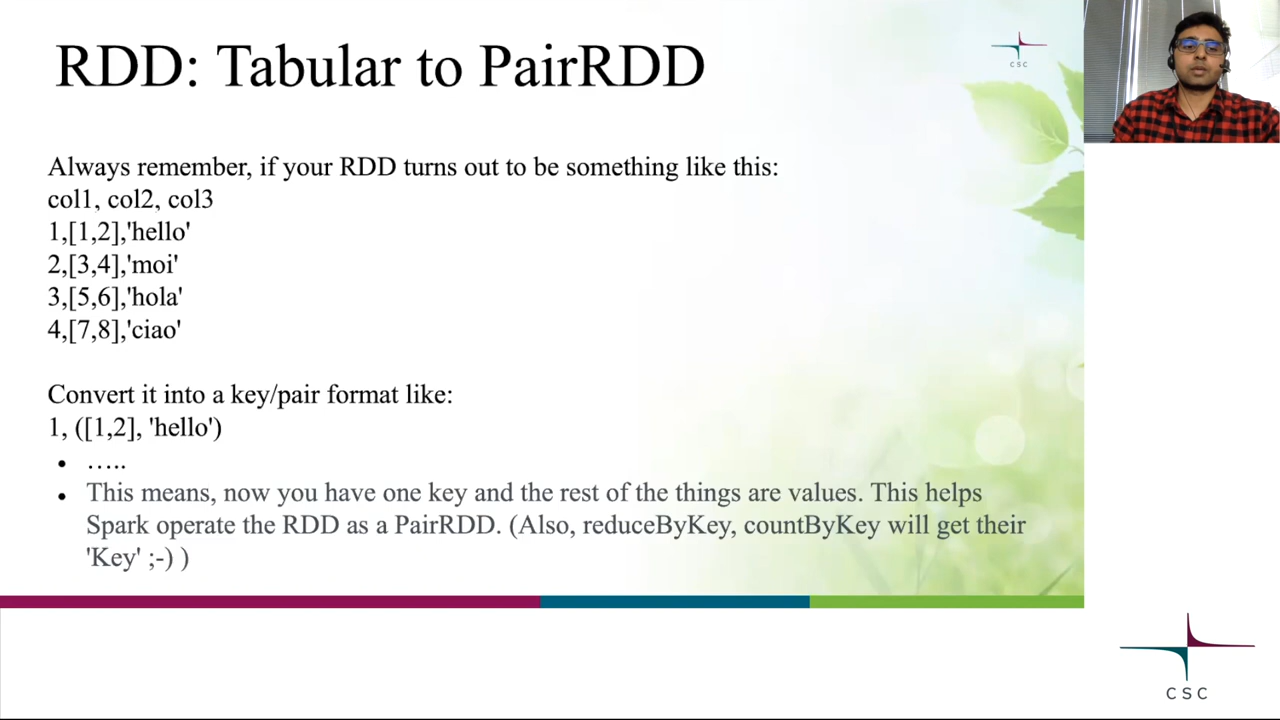 RDD: Tabular to PairRDD
CSC
Always remember, if your RDD turns out to be something like this:
col1, col2, col3
1,[1,2],'hello'
2,[3,4],'moi'
3,[5,6],'hola'
4,[7,8],'ciao'
Convert it into a key/pair format like:
1, ([1,2], 'hello')
• …..
• This means, now you have one key and the rest of the things are values. This helps
Spark operate the RDD as a PairRDD. (Also, reduceByKey, countByKey will get their
'Key' ;-) )
CSC